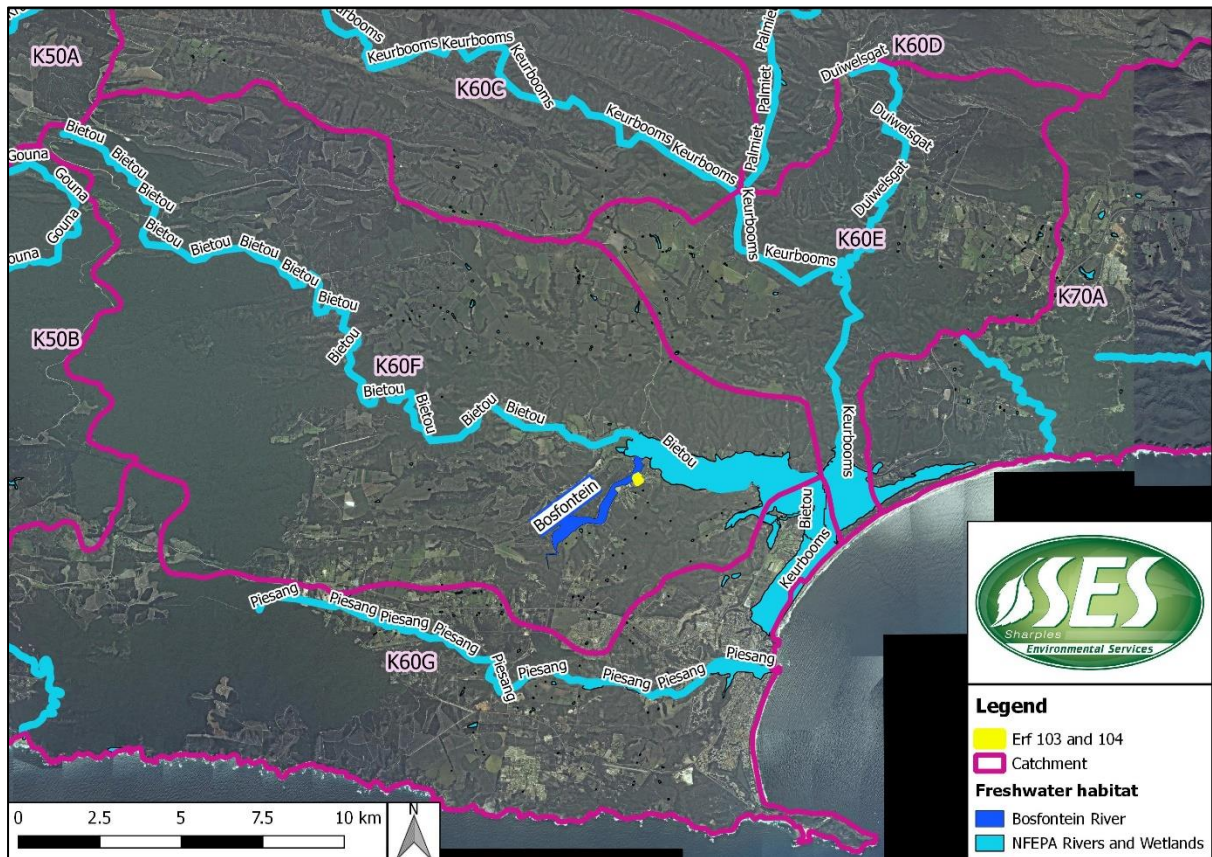 Keurbooms
Keurbooms
Keurbooms
Keurbooms
Keurbooms
Keurbooms
Palmiet
Palmiet
Palmiet
Duiwelsgat
Duiwelsgat
Duiwelsgat
K60D
K50A
K60C
Bietou
Bietou
Bietou
Bietou
Bietou
Bietou
Bietou
Bietou
Bietou
Gouna
Gouna
Gouna
Gouna
Keurbooms
Keurbooms
K60E
K70A
K50B
K60F
Bietou
Bietou
Bietou
Bietou
Bietou
Keurbooms
Bosfontein
Bietou
Keurbooms
Piesang
Piesang
Piesang
Piesang
Piesang
Piesang
Piesang
Piesang
K60G
SES
Sharples
Environmental Services
Legend
Erf 103 and 104
Catchment
Freshwater habitat
Bosfontein River
NFEPA Rivers and Wetlands
0 2.5 5 7.5 10 km
N